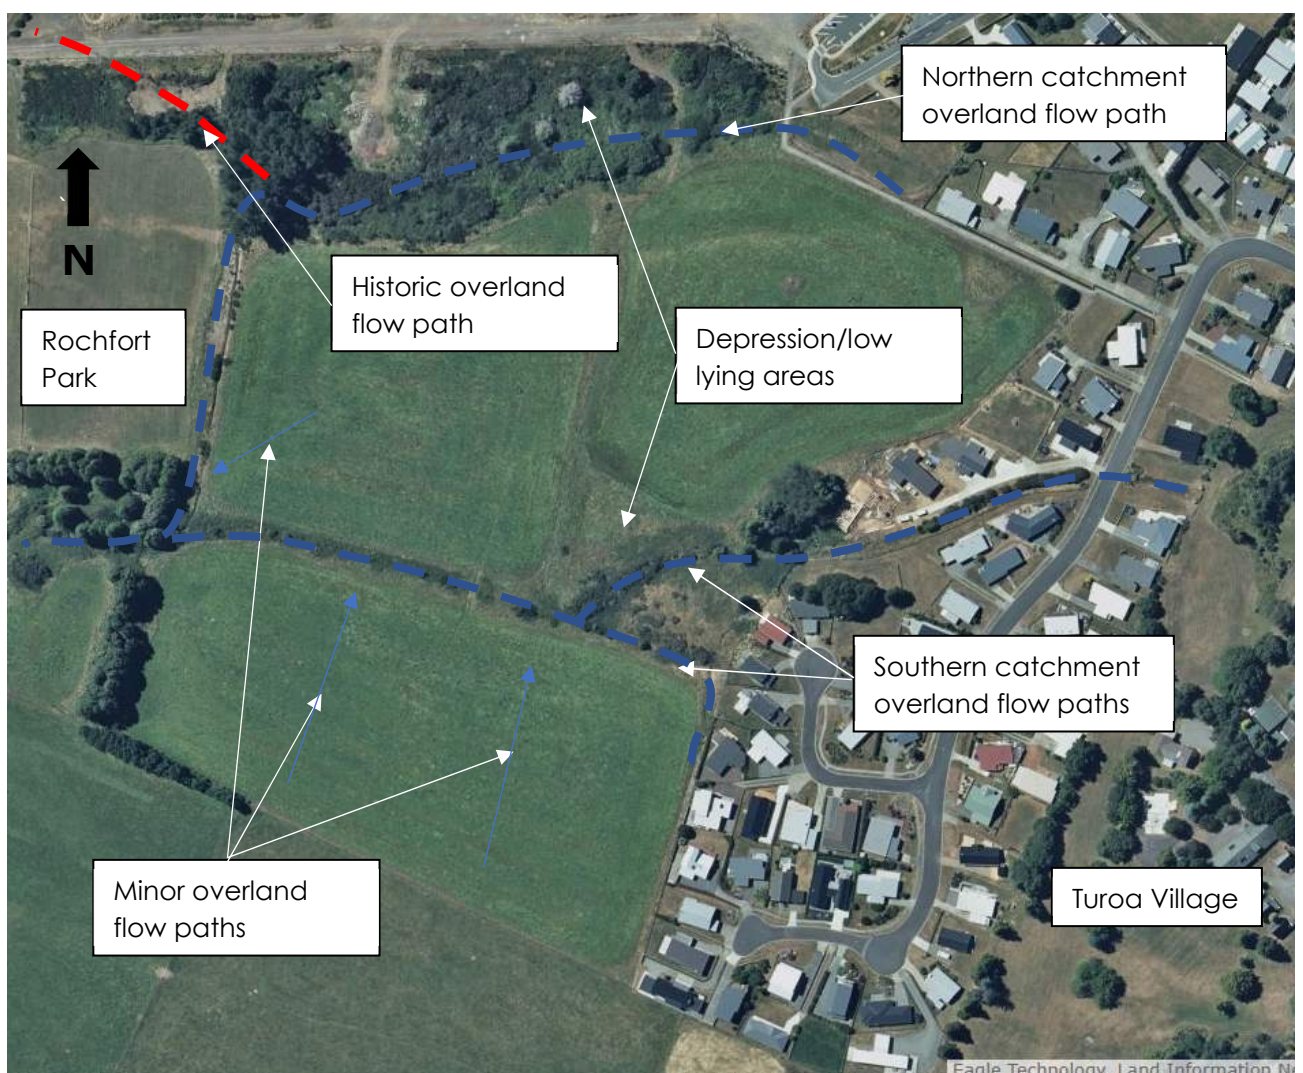 Northern catchment
overland flow path
N
Historic overland
flow path
Rochfort
Park
Depression/low
lying areas
Southern catchment
overland flow paths
Minor overland
flow paths
Turoa Village
Eagle Technology, Land Information